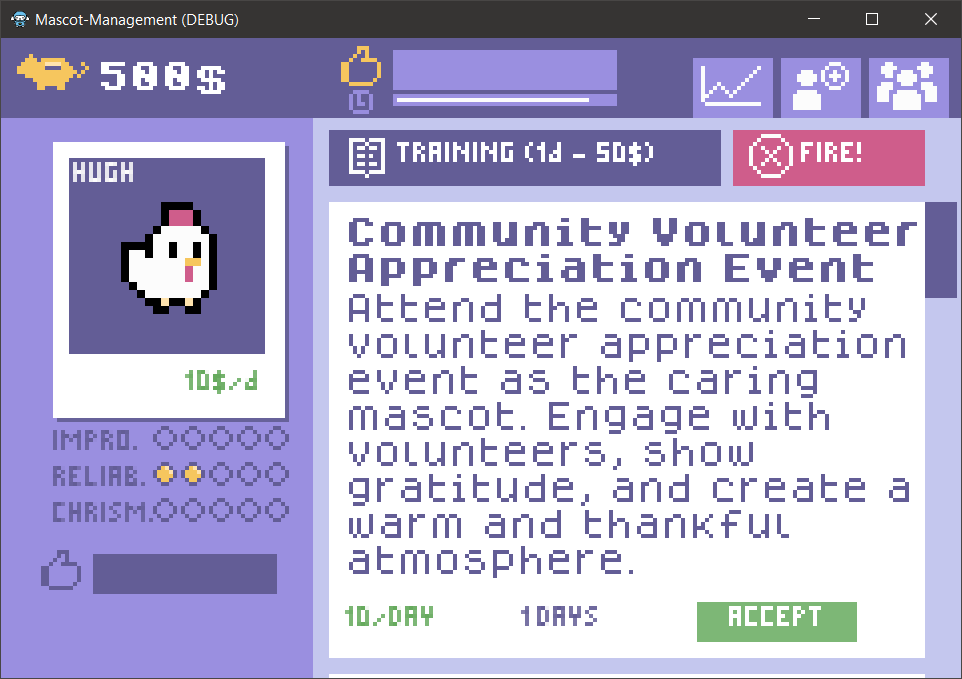 Mascot-Management (DEBUG)
500$
HUGH
10$/d
IMPRO.
RELIAB.
CHRISM.
TRAINING (1d - 50$)
FIRE!
Community Volunteer
Appreciation Event
Attend the community
volunteer appreciation
event as the caring
mascot. Engage with
volunteers, show
gratitude, and create a
warm and thankful
atmosphere.
10/DAY
1DAYS
ACCEPT